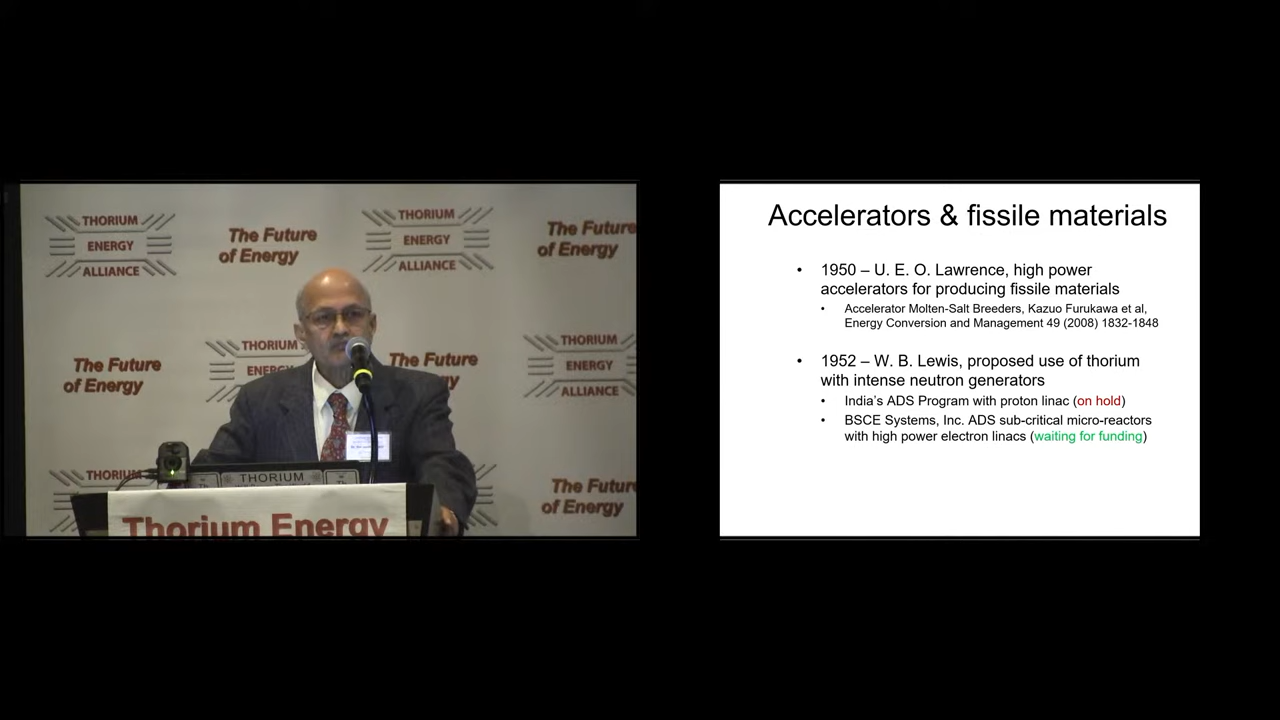 THORIUM
ENERGY
ALLIANCE
The Future
of Energy
THORIUM
ENERGY
ALLIANCE
The Future
of Energy
The Future
of Energy
THORIUM
The Future
THORIUM
ENERGY
ALLIANCE
THORIUM
The Future
of Energy
THORIUM
Thorium Energy
Accelerators & fissile materials
• 1950 – U. E. O. Lawrence, high power
accelerators for producing fissile materials
• Accelerator Molten-Salt Breeders, Kazuo Furukawa et al,
Energy Conversion and Management 49 (2008) 1832-1848
• 1952 – W. B. Lewis, proposed use of thorium
with intense neutron generators
• India's ADS Program with proton linac (on hold)
• BSCE Systems, Inc. ADS sub-critical micro-reactors
with high power electron linacs (waiting for funding)